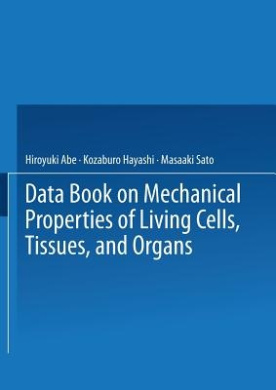 Hiroyuki Abe · Kozaburo Hayashi · Masaaki Sato
Data Book on Mechanical
Properties of Living Cells,
Tissues, and Organs